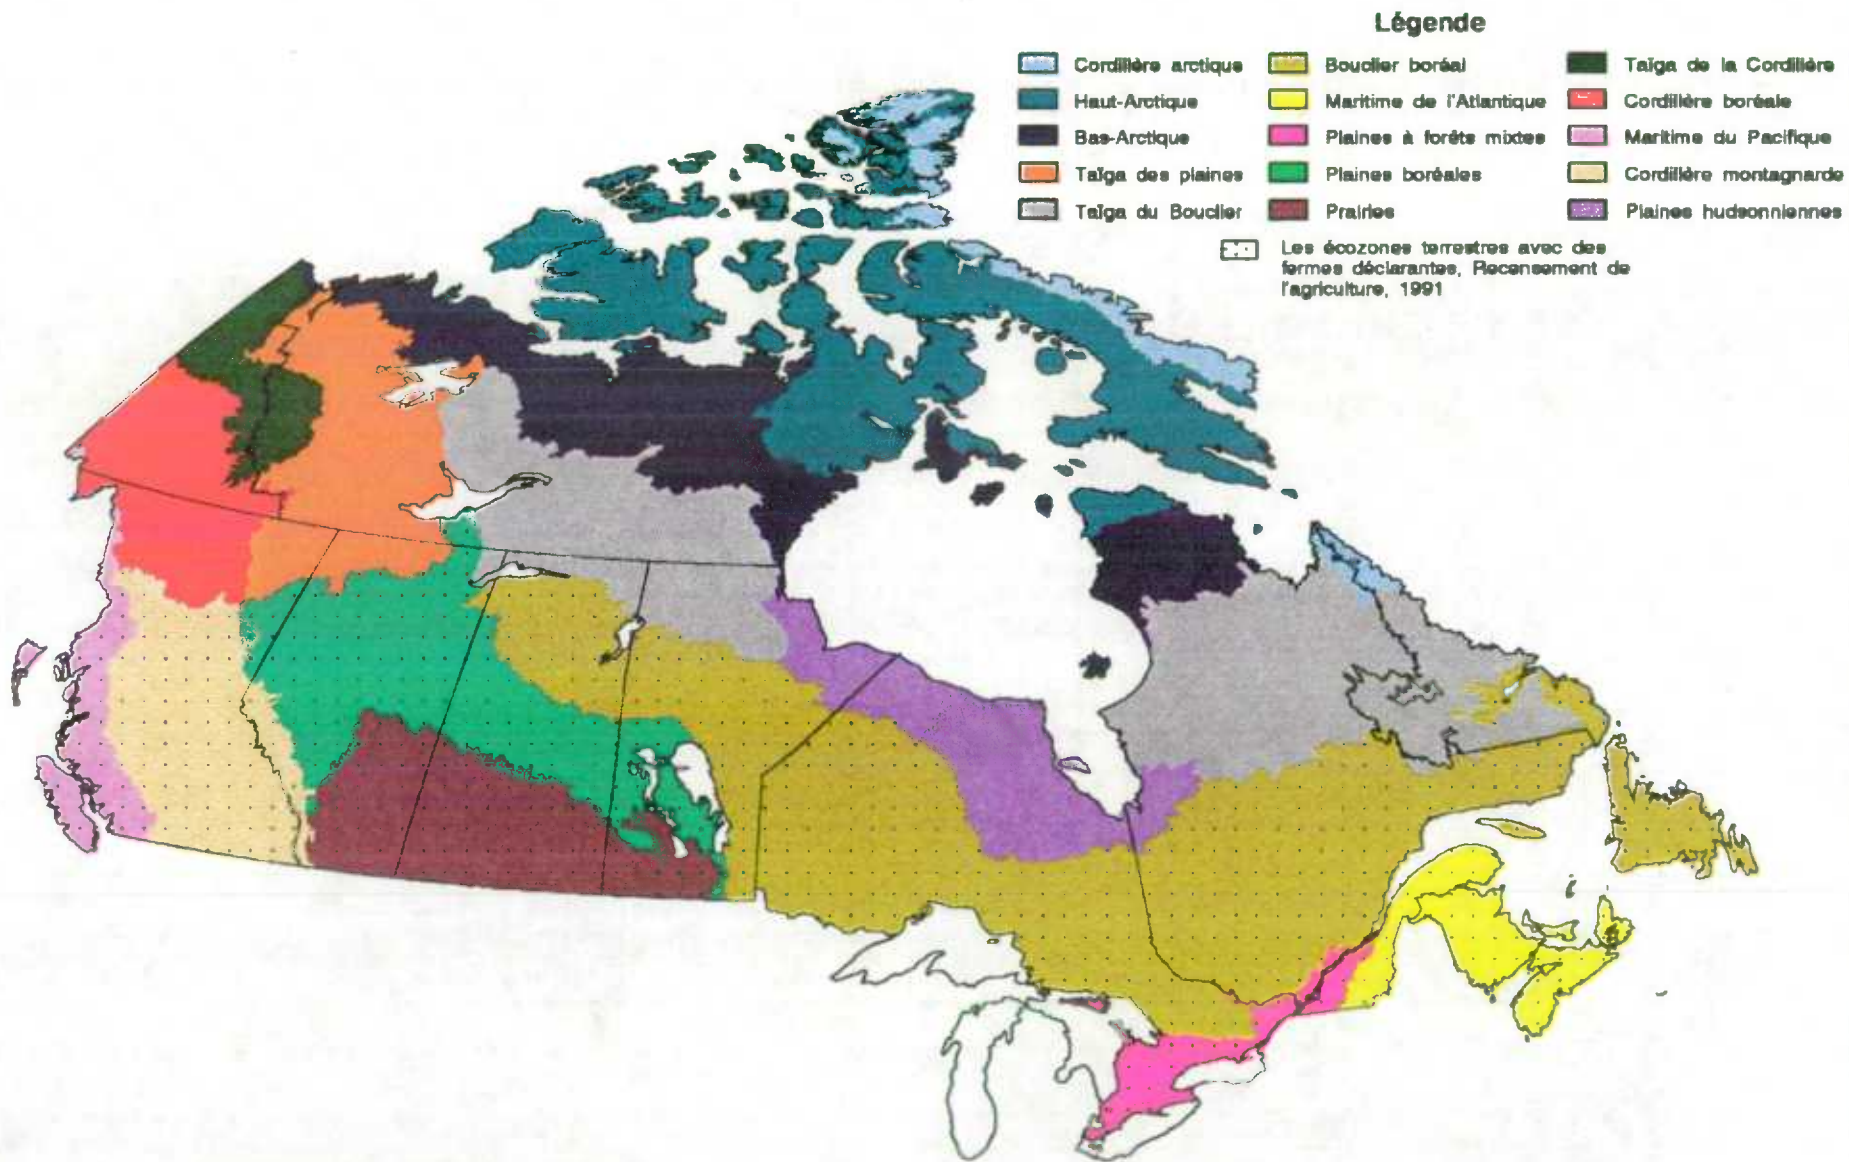 Légende
Cordillère arctique
Haut-Arctique
Bas-Arctique
Taïga des plaines
Taïga du Bouclier
Bouclier boréal
Maritime de l'Atlantique
Plaines à forêts mixtes
Plaines boréales
Prairies
Taïga de la Cordillère
Cordillère boréale
Maritime du Pacifique
Cordillère montagnarde
Plaines hudsonniennes
Les écozones terrestres avec des
fermes déclarantes, Recensement de
l'agriculture, 1991